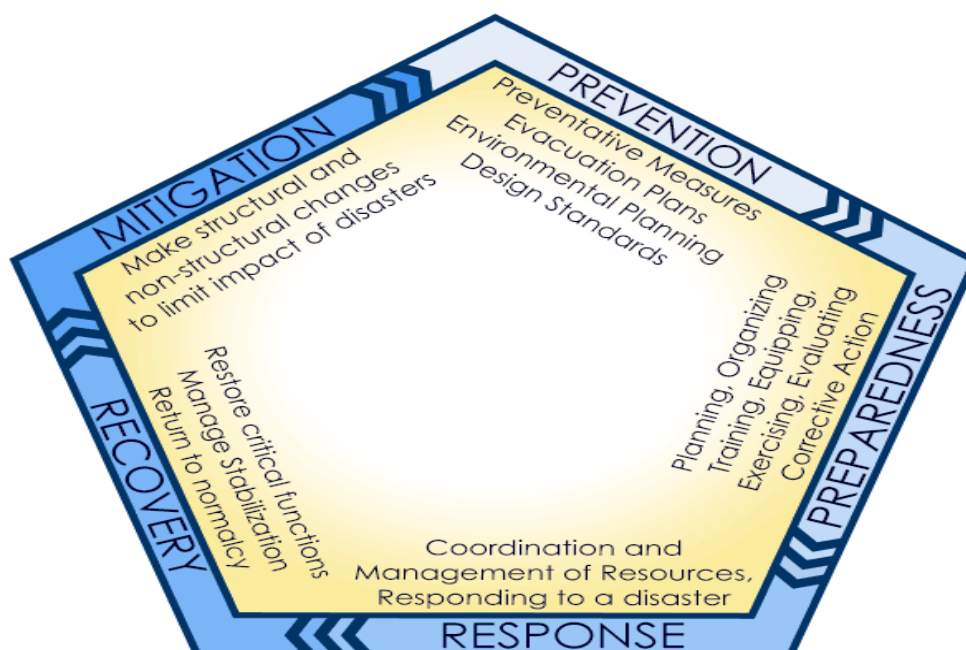 PREVENTION
Preventative Measures
Evacuation Plans
Environmental Planning
Design Standards
PREPAREDNESS
Planning, Organizing
Training, Equipping,
Exercising, Evaluating
Corrective Action
RESPONSE
Coordination and
Management of Resources,
Responding to a disaster
RECOVERY
Restore critical functions
Manage Stabilization
Return to normalcy
MITIGATION
Make structural and
non-structural changes
to limit impact of disasters